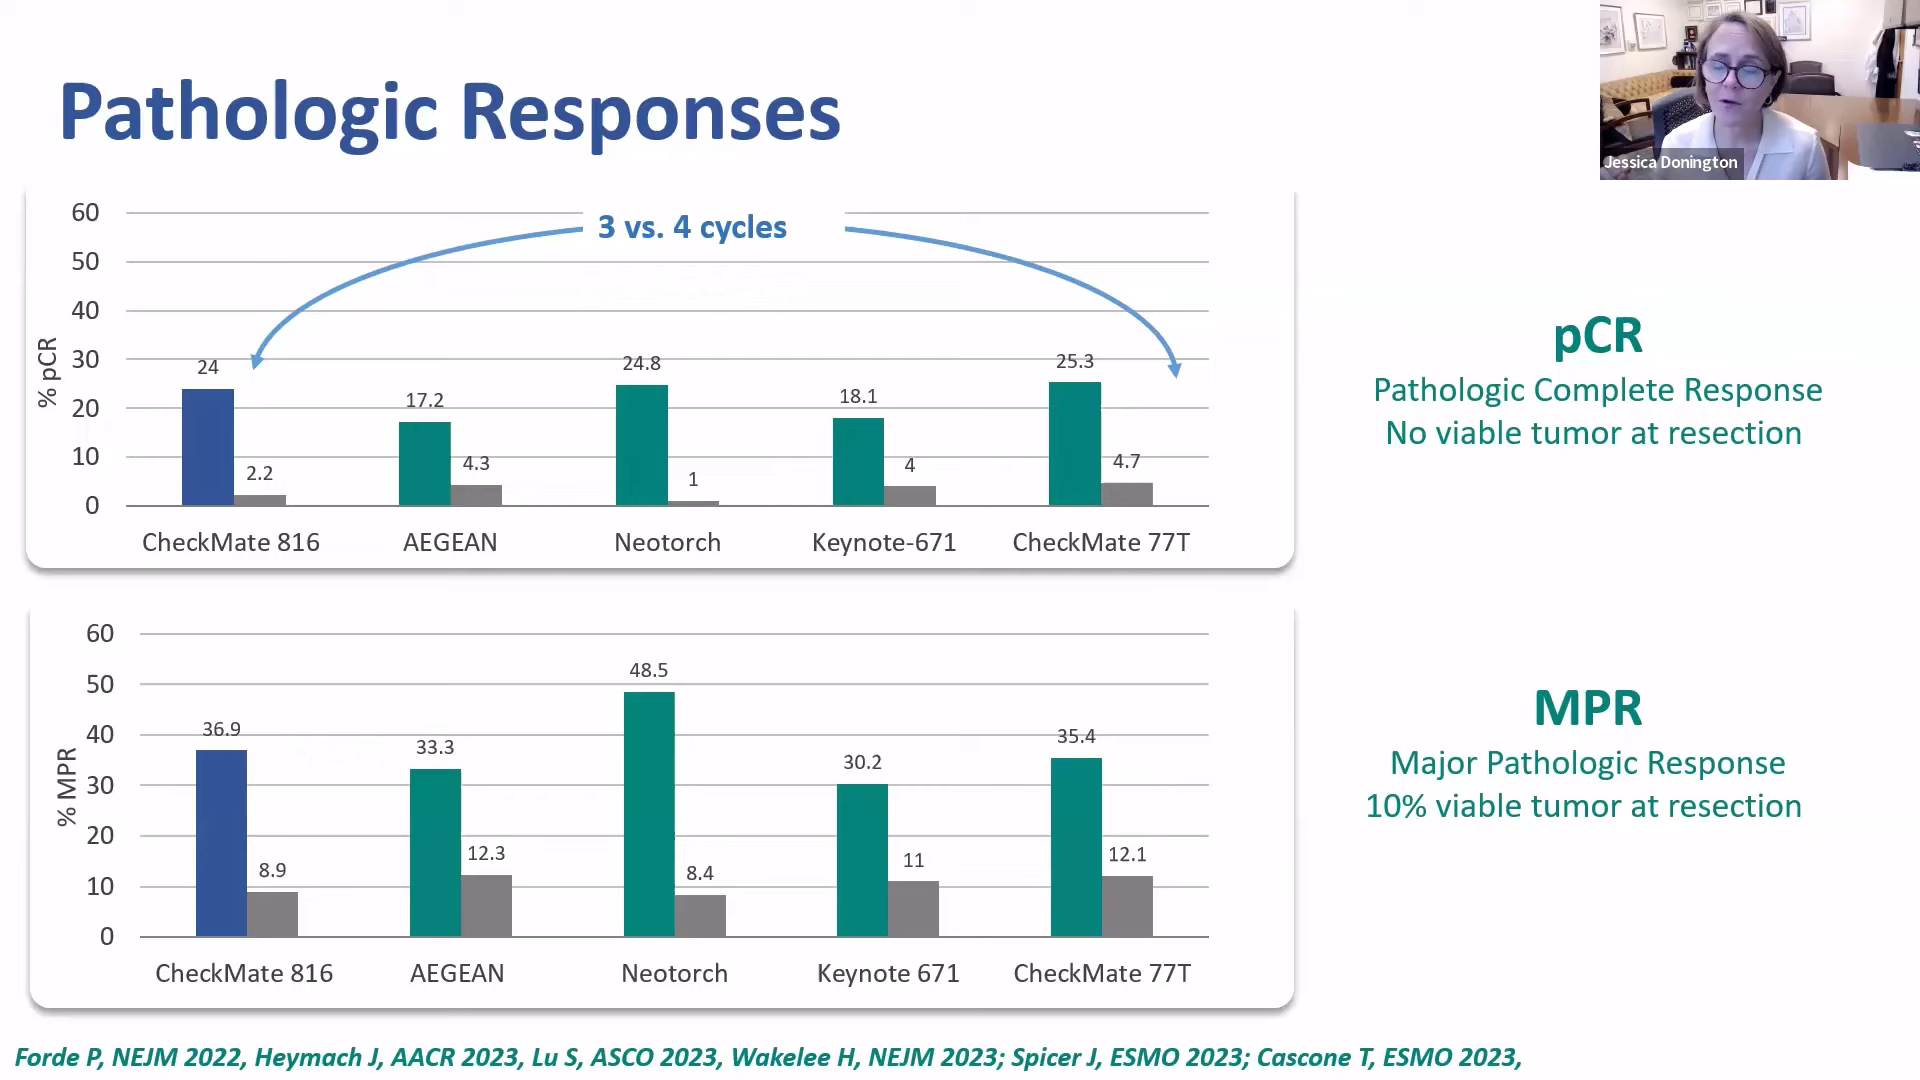 Pathologic Responses
Jessica Donington
60
50
40
30
20
10
0
% pCR
3 vs. 4 cycles
24
2.2
17.2
4.3
24.8
1
18.1
4
25.3
4.7
CheckMate 816
AEGEAN
Neotorch
Keynote-671
CheckMate 77T
pCR
Pathologic Complete Response
No viable tumor at resection
60
50
40
30
20
10
0
% MPR
36.9
8.9
33.3
12.3
48.5
8.4
30.2
11
35.4
12.1
CheckMate 816
AEGEAN
Neotorch
Keynote 671
CheckMate 77T
MPR
Major Pathologic Response
10% viable tumor at resection
Forde P, NEJM 2022, Heymach J, AACR 2023, Lu S, ASCO 2023, Wakelee H, NEJM 2023; Spicer J, ESMO 2023; Cascone T, ESMO 2023,